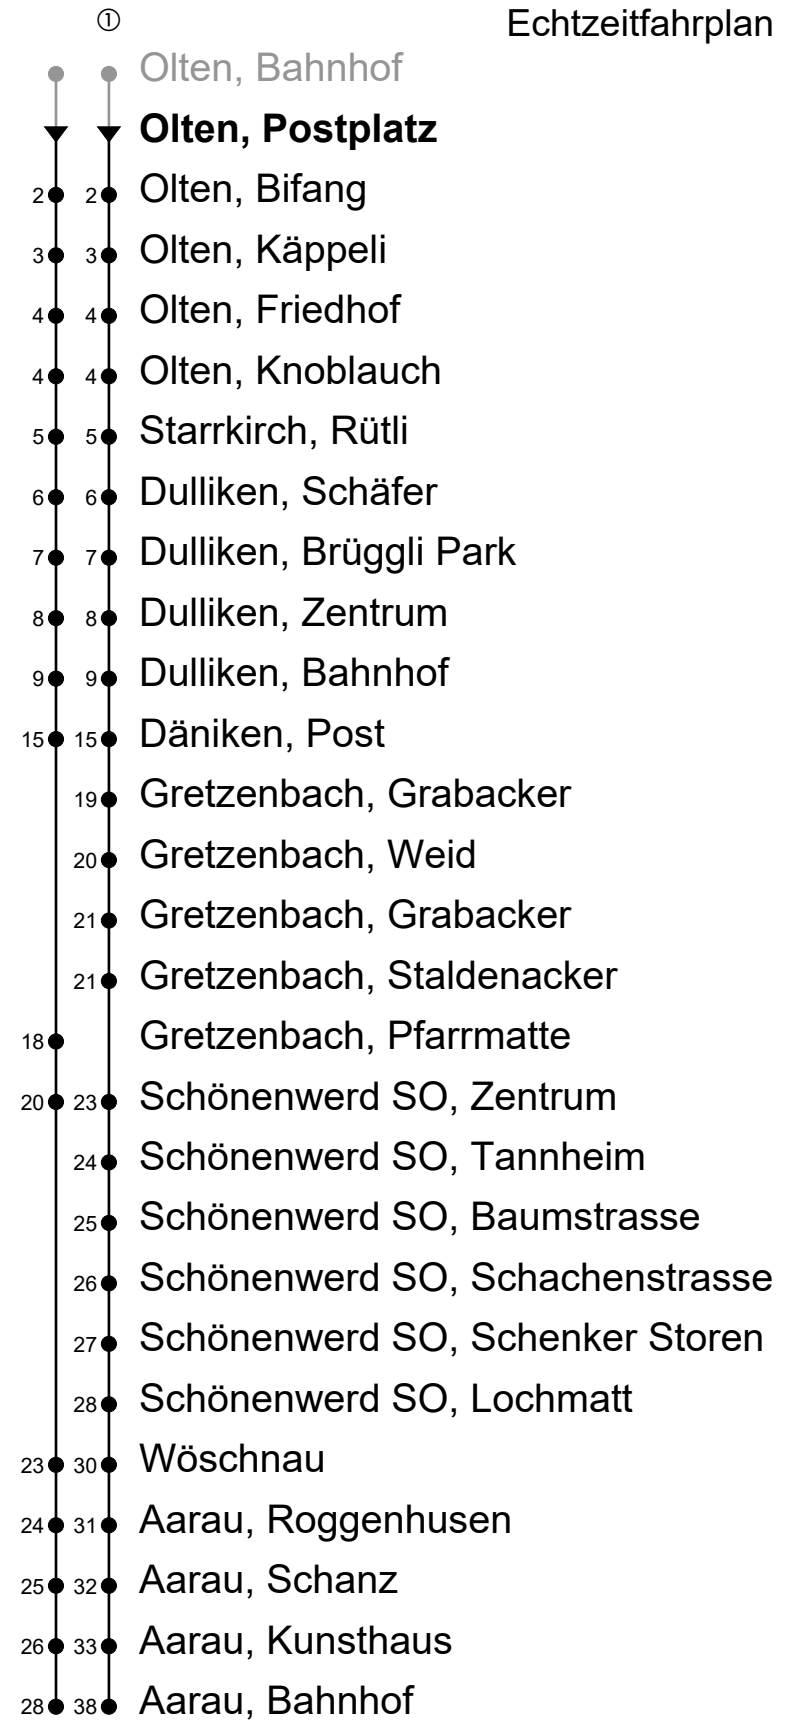 ① Echtzeitfahrplan
Olten, Bahnhof
Olten, Postplatz
2 2 Olten, Bifang
3 3 Olten, Käppeli
4 4 Olten, Friedhof
4 4 Olten, Knoblauch
5 5 Starrkirch, Rütli
6 6 Dulliken, Schäfer
7 7 Dulliken, Brüggli Park
8 8 Dulliken, Zentrum
9 9 Dulliken, Bahnhof
15 15 Däniken, Post
19 Gretzenbach, Grabacker
20 Gretzenbach, Weid
21 Gretzenbach, Grabacker
21 Gretzenbach, Staldenacker
18 Gretzenbach, Pfarrmatte
20 23 Schönenwerd SO, Zentrum
24 Schönenwerd SO, Tannheim
25 Schönenwerd SO, Baumstrasse
26 Schönenwerd SO, Schachenstrasse
27 Schönenwerd SO, Schenker Storen
28 Schönenwerd SO, Lochmatt
23 30 Wöschnau
24 31 Aarau, Roggenhusen
25 32 Aarau, Schanz
26 33 Aarau, Kunsthaus
28 38 Aarau, Bahnhof